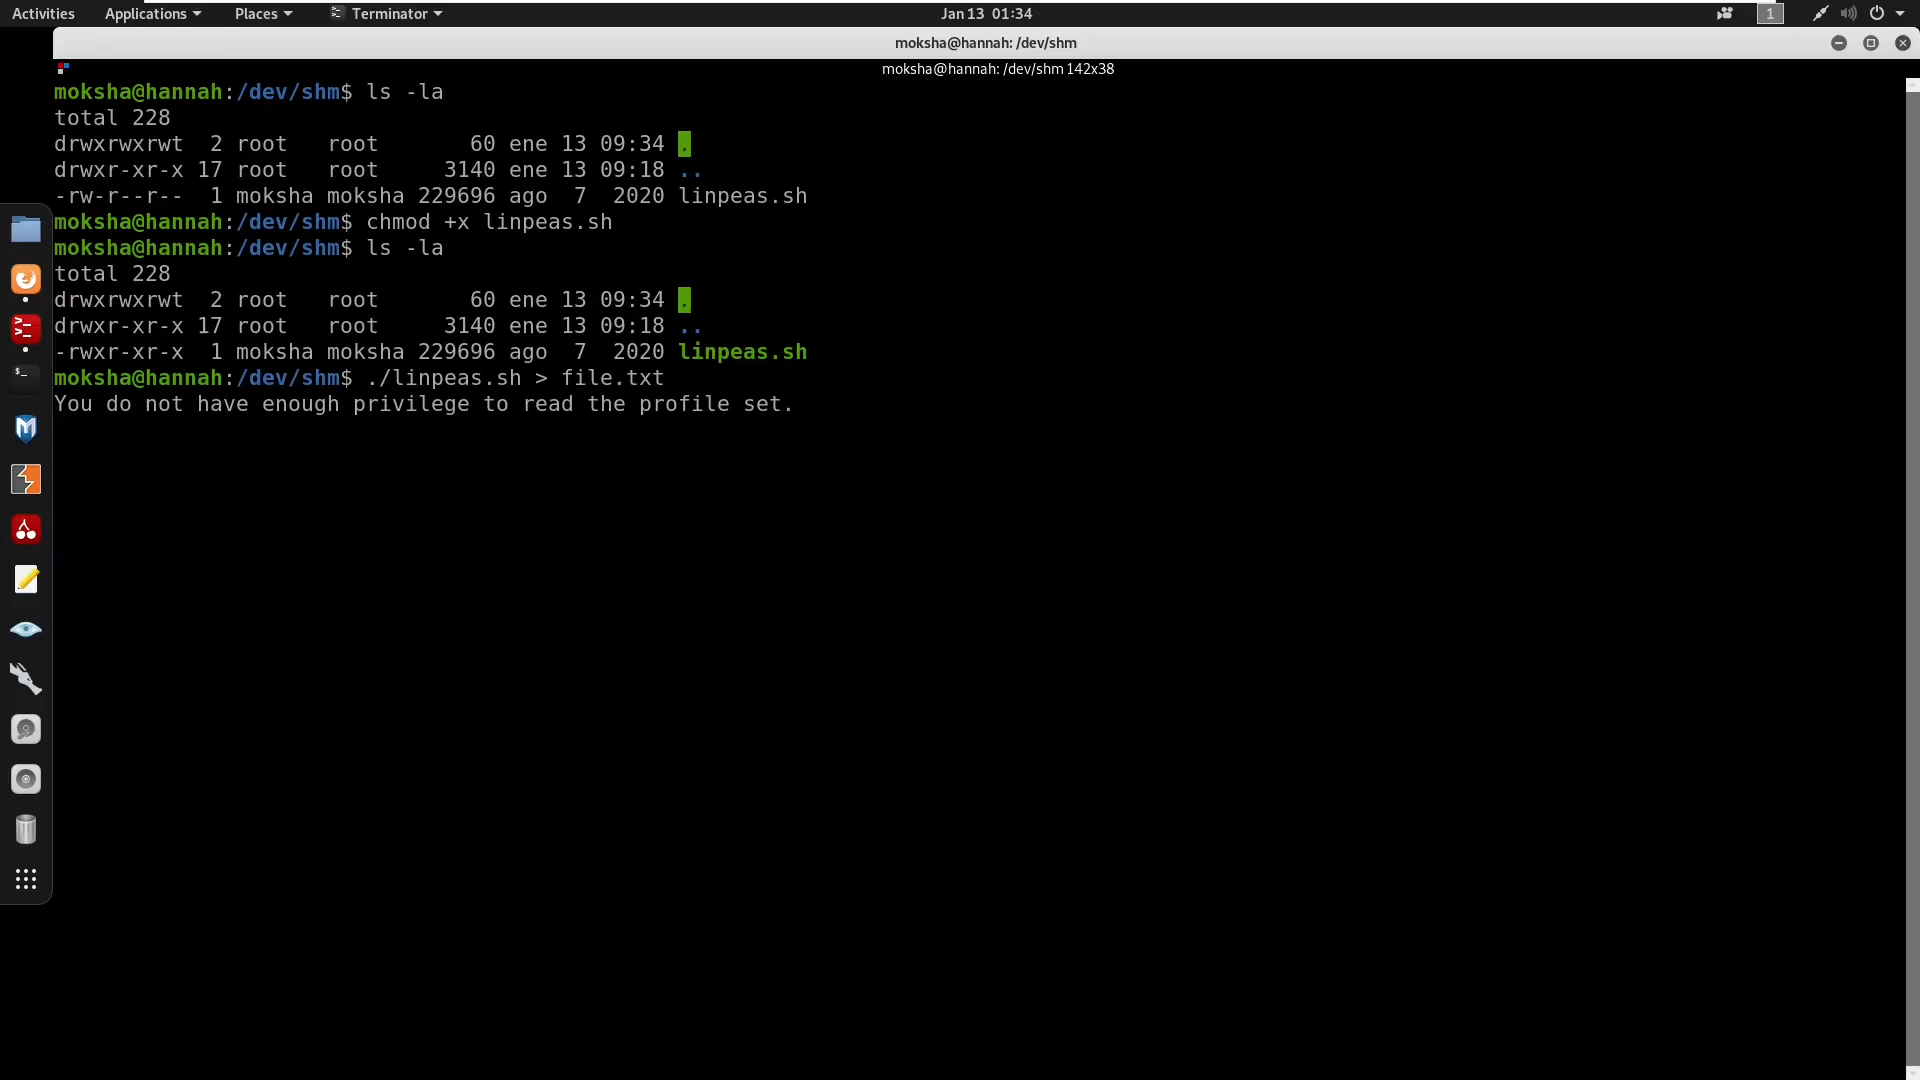 Activities Applications Places Terminator Jan 13 01:34 1
moksha@hannah: /dev/shm
moksha@hannah: /dev/shm 142x38
moksha@hannah:/dev/shm$ ls -la
total 228
drwxrwxrwt  2 root   root       60 ene 13 09:34 .
drwxr-xr-x 17 root   root     3140 ene 13 09:18 ..
-rw-r--r--  1 moksha moksha 229696 ago  7  2020 linpeas.sh
moksha@hannah:/dev/shm$ chmod +x linpeas.sh
moksha@hannah:/dev/shm$ ls -la
total 228
drwxrwxrwt  2 root   root       60 ene 13 09:34 .
drwxr-xr-x 17 root   root     3140 ene 13 09:18 ..
-rwxr-xr-x  1 moksha moksha 229696 ago  7  2020 linpeas.sh
moksha@hannah:/dev/shm$ ./linpeas.sh > file.txt
You do not have enough privilege to read the profile set.